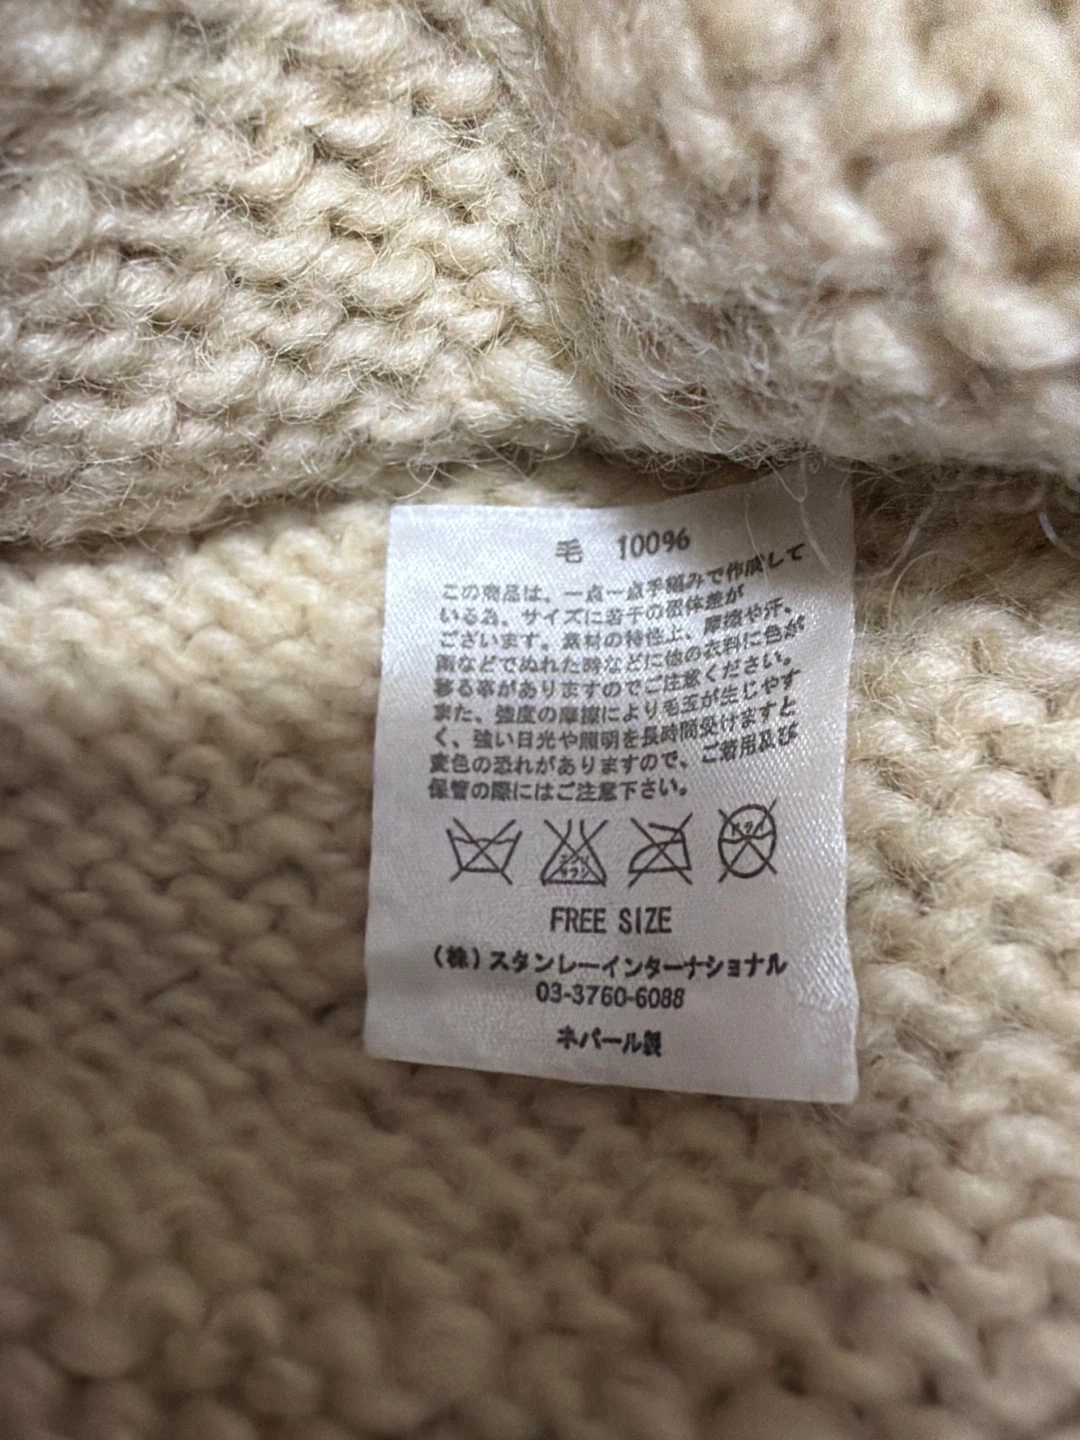 毛 100%
この商品は、一点一点手編みで作成して
いる為、サイズに若干の個体差が
ございます。素材の特性上、摩擦や汗、
雨などでぬれた時などに他の衣料に色が
移る事がありますのでご注意ください。
また、強度の摩擦により毛玉が生じやす
く、強い日光や照明を長時間受けますと
変色の恐れがありますので、ご着用及び
保管の際にはご注意下さい。
エンソ サラシ ドライ
FREE SIZE
(株)スタンレーインターナショナル
03-3760-6088
ネパール製